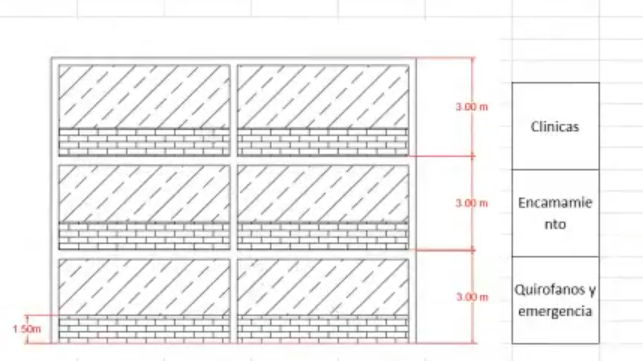 3.00 m
Clinicas
3.00 m
Encamamie
nto
3.00 m
Quirofanos y
emergencia
1.50m